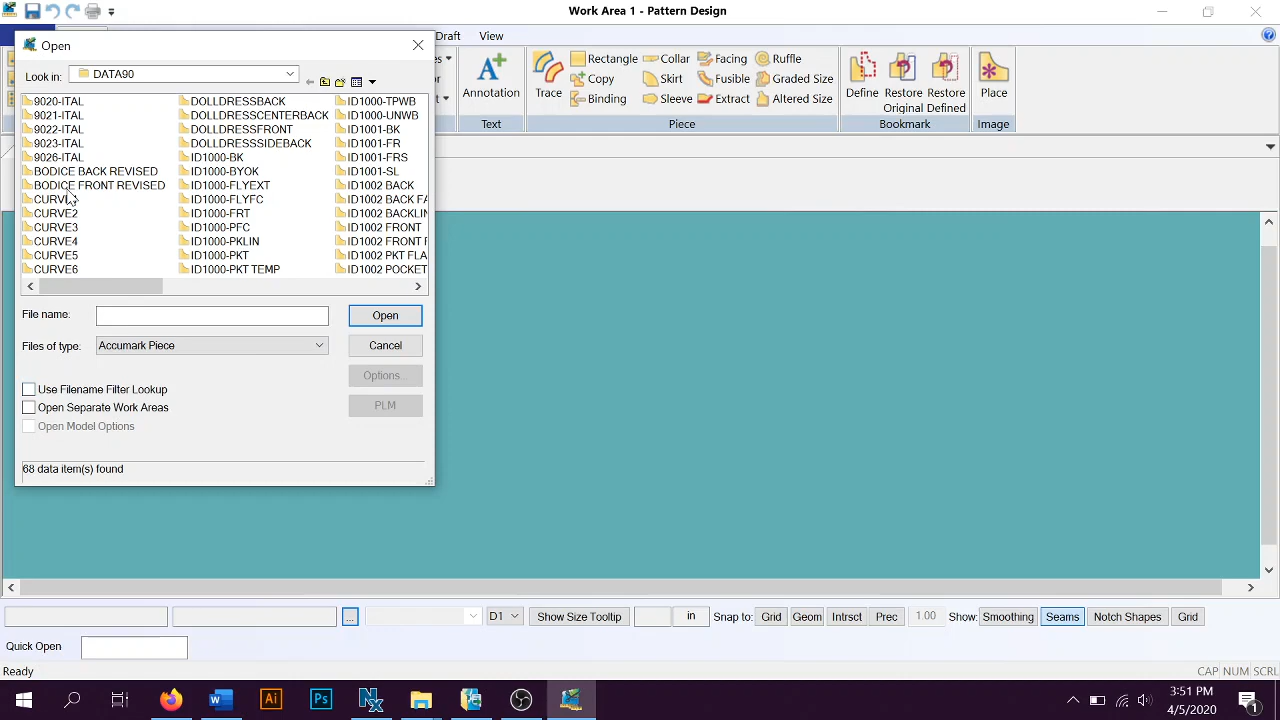 Work Area 1 - Pattern Design
Open
Draft
View
Look in:
DATA90
9020-ITAL
9021-ITAL
9022-ITAL
9023-ITAL
9026-ITAL
BODICE BACK REVISED
BODICE FRONT REVISED
CURVE2
CURVE3
CURVE4
CURVE5
CURVE6
DOLLDRESSBACK
DOLLDRESSCENTERBACK
DOLLDRESSFRONT
DOLLDRESSSIDEBACK
ID1000-BK
ID1000-BYOK
ID1000-FLYEXT
ID1000-FLYFC
ID1000-FRT
ID1000-PFC
ID1000-PKLIN
ID1000-PKT
ID1000-PKT TEMP
ID1000-TPWB
ID1000-UNWB
ID1001-BK
ID1001-FR
ID1001-FRS
ID1001-SL
ID1002 BACK
ID1002 BACK FA
ID1002 BACKLIN
ID1002 FRONT
ID1002 FRONT F
ID1002 PKT FLA
ID1002 POCKET
File name:
Open
Files of type:
Accumark Piece
Cancel
Options...
PLM
Use Filename Filter Lookup
Open Separate Work Areas
Open Model Options
68 data item(s) found
Annotation
Text
Trace
Rectangle
Copy
Binding
Collar
Skirt
Sleeve
Facing
Fusible
Extract
Ruffle
Graded Size
Altered Size
Piece
Define
Restore Original
Restore Defined
Bookmark
Place
Image
...
D1
Show Size Tooltip
in
Snap to:
Grid
Geom
Intrsct
Prec
1.00
Show:
Smoothing
Seams
Notch Shapes
Grid
Quick Open
Ready
CAP NUM SCRL
3:51 PM
4/5/2020
1